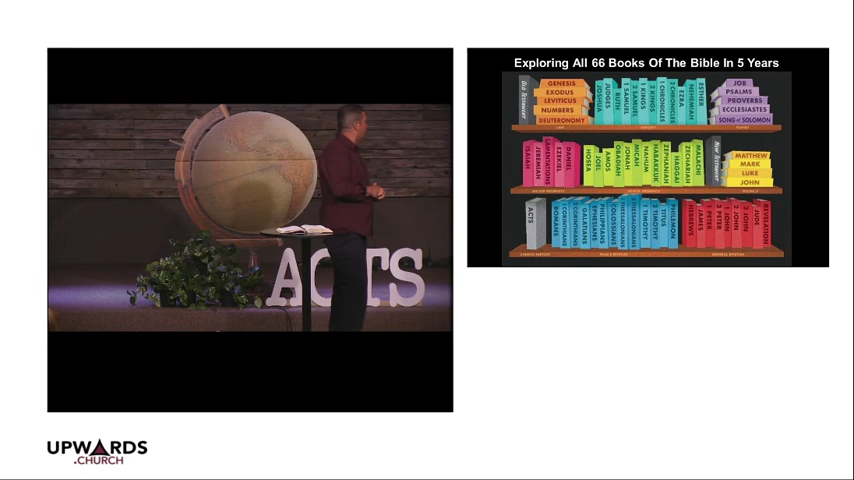 Exploring All 66 Books Of The Bible In 5 Years
Old Testament
GENESIS
EXODUS
LEVITICUS
NUMBERS
DEUTERONOMY
JOSHUA
JUDGES
RUTH
1 SAMUEL
2 SAMUEL
1 KINGS
2 KINGS
1 CHRONICLES
2 CHRONICLES
EZRA
NEHEMIAH
ESTHER
JOB
PSALMS
PROVERBS
ECCLESIASTES
SONG of SOLOMON
ISAIAH
JEREMIAH
LAMENTATIONS
EZEKIEL
DANIEL
HOSEA
JOEL
AMOS
OBADIAH
JONAH
MICAH
NAHUM
HABAKKUK
ZEPHANIAH
HAGGAI
ZECHARIAH
MALACHI
New Testament
MATTHEW
MARK
LUKE
JOHN
MAJOR PROPHETS
ACTS
ROMANS
1 CORINTHIANS
2 CORINTHIANS
GALATIANS
EPHESIANS
PHILIPPIANS
COLOSSIANS
1 THESSALONIANS
2 THESSALONIANS
1 TIMOTHY
2 TIMOTHY
TITUS
PHILEMON
HEBREWS
JAMES
1 PETER
2 PETER
1 JOHN
2 JOHN
JUDE
REVELATION
ACTS
UPWARDS
.CHURCH